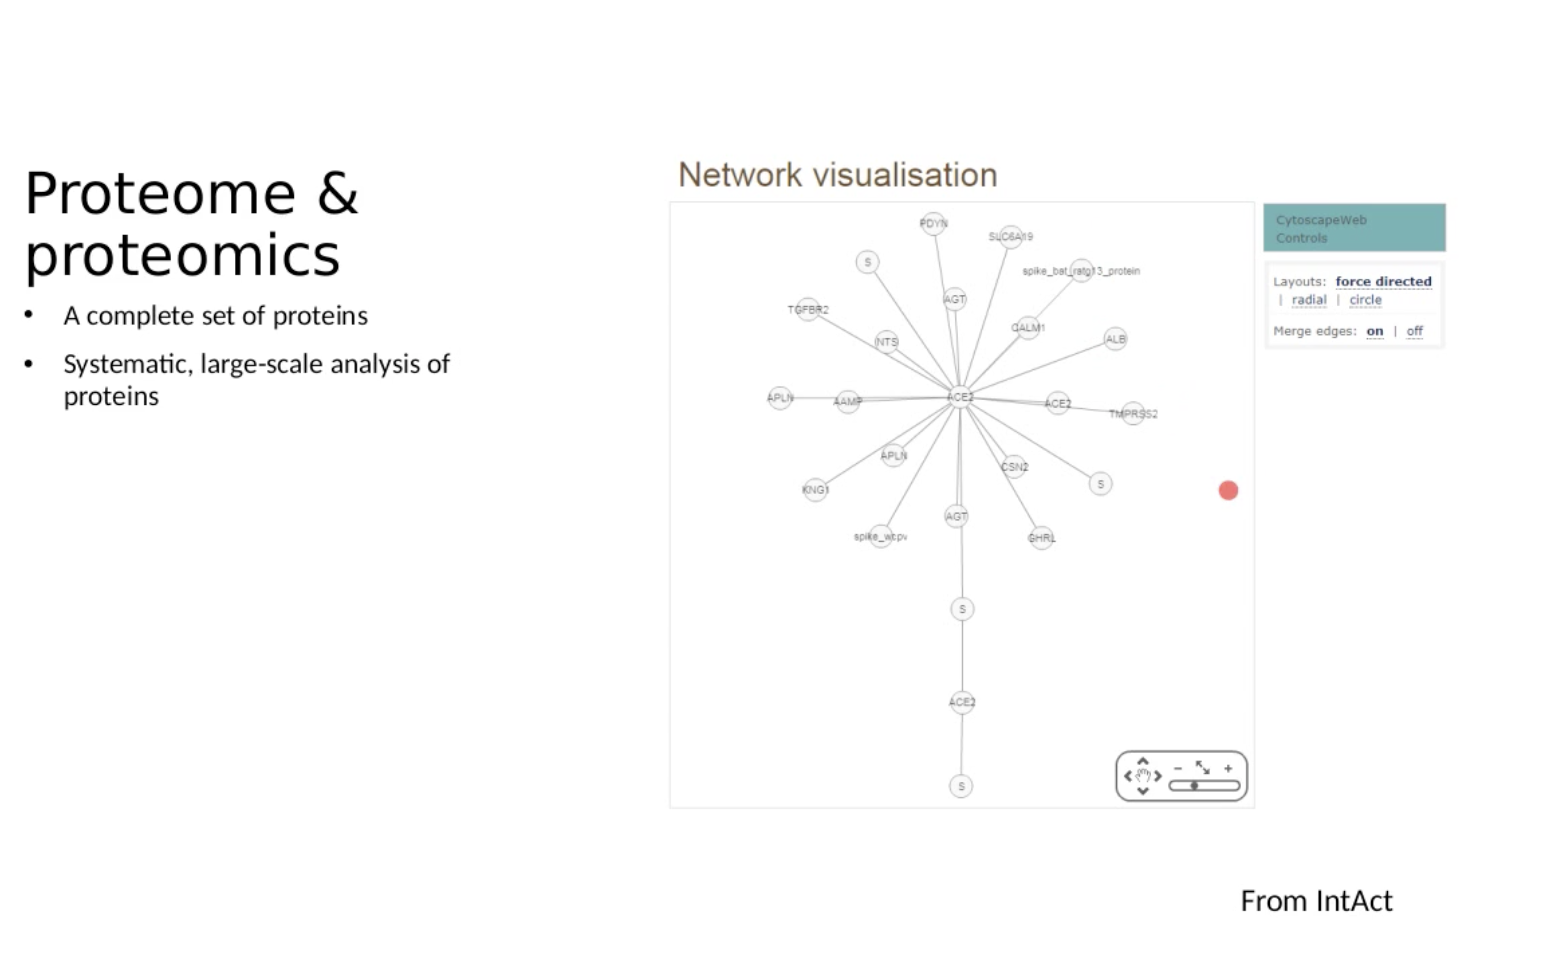 Proteome &
proteomics
• A complete set of proteins
• Systematic, large-scale analysis of
proteins
Network visualisation
PDYN
SLC6A19
S
spike_bat_ratg13_protein
AGT
TGFBR2
CALM1
NTS
ALB
APLN
AAMP
ACE2
ACE2
TMPRSS2
APLN
CSN2
KNG1
S
AGT
spike_wcpv
GHRL
S
ACE2
S
CytoscapeWeb
Controls
Layouts: force directed
| radial | circle
Merge edges: on | off
From IntAct